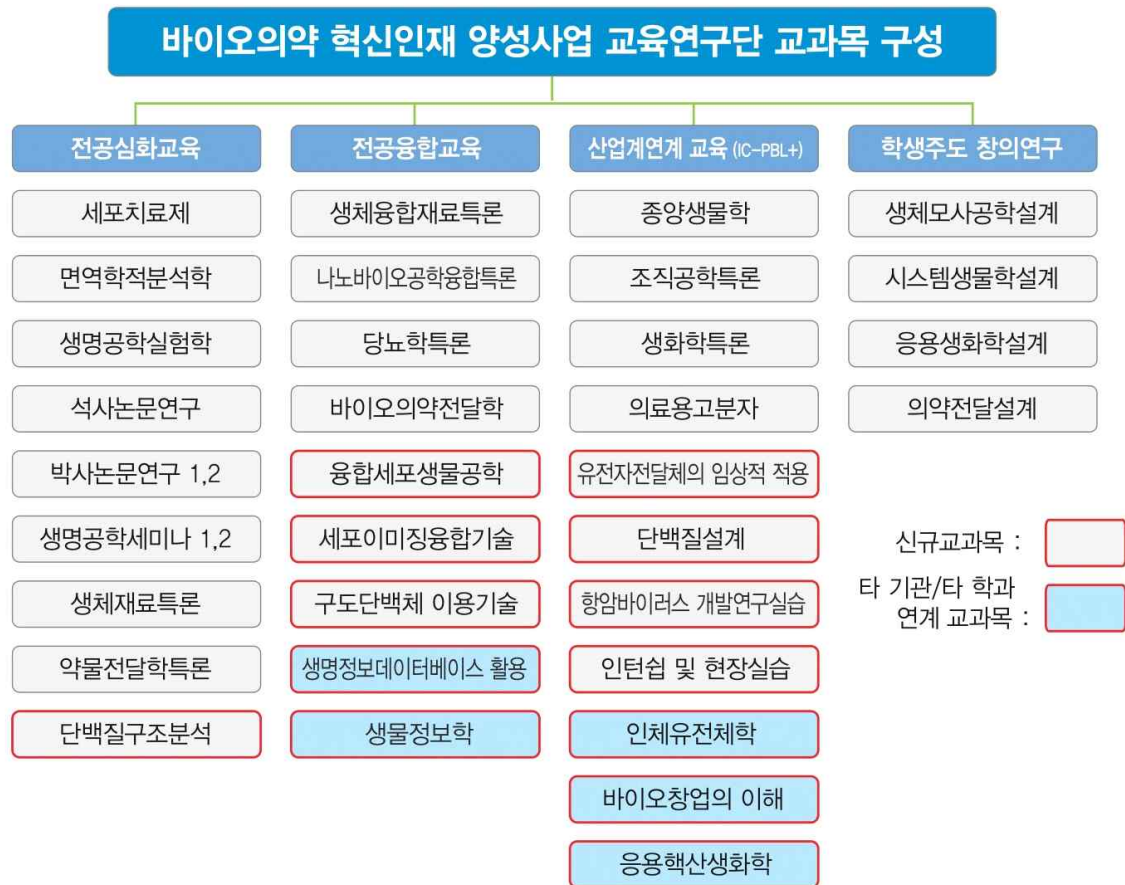 바이오의약 혁신인재 양성사업 교육연구단 교과목 구성
전공심화교육
세포치료제
면역학적분석학
생명공학실험학
석사논문연구
박사논문연구 1,2
생명공학세미나 1,2
생체재료특론
약물전달학특론
단백질구조분석
전공융합교육
생체융합재료특론
나노바이오공학융합특론
당뇨학특론
바이오의약전달학
융합세포생물공학
세포이미징융합기술
구도단백체 이용기술
생명정보데이터베이스 활용
생물정보학
산업계연계 교육 (IC-PBL+)
종양생물학
조직공학특론
생화학특론
의료용고분자
유전자전달체의 임상적 적용
단백질설계
항암바이러스 개발연구실습
인턴쉽 및 현장실습
인체유전체학
바이오창업의 이해
응용핵산생화학
학생주도 창의연구
생체모사공학설계
시스템생물학설계
응용생화학설계
의약전달설계
신규교과목 :
타 기관/타 학과
연계 교과목 :